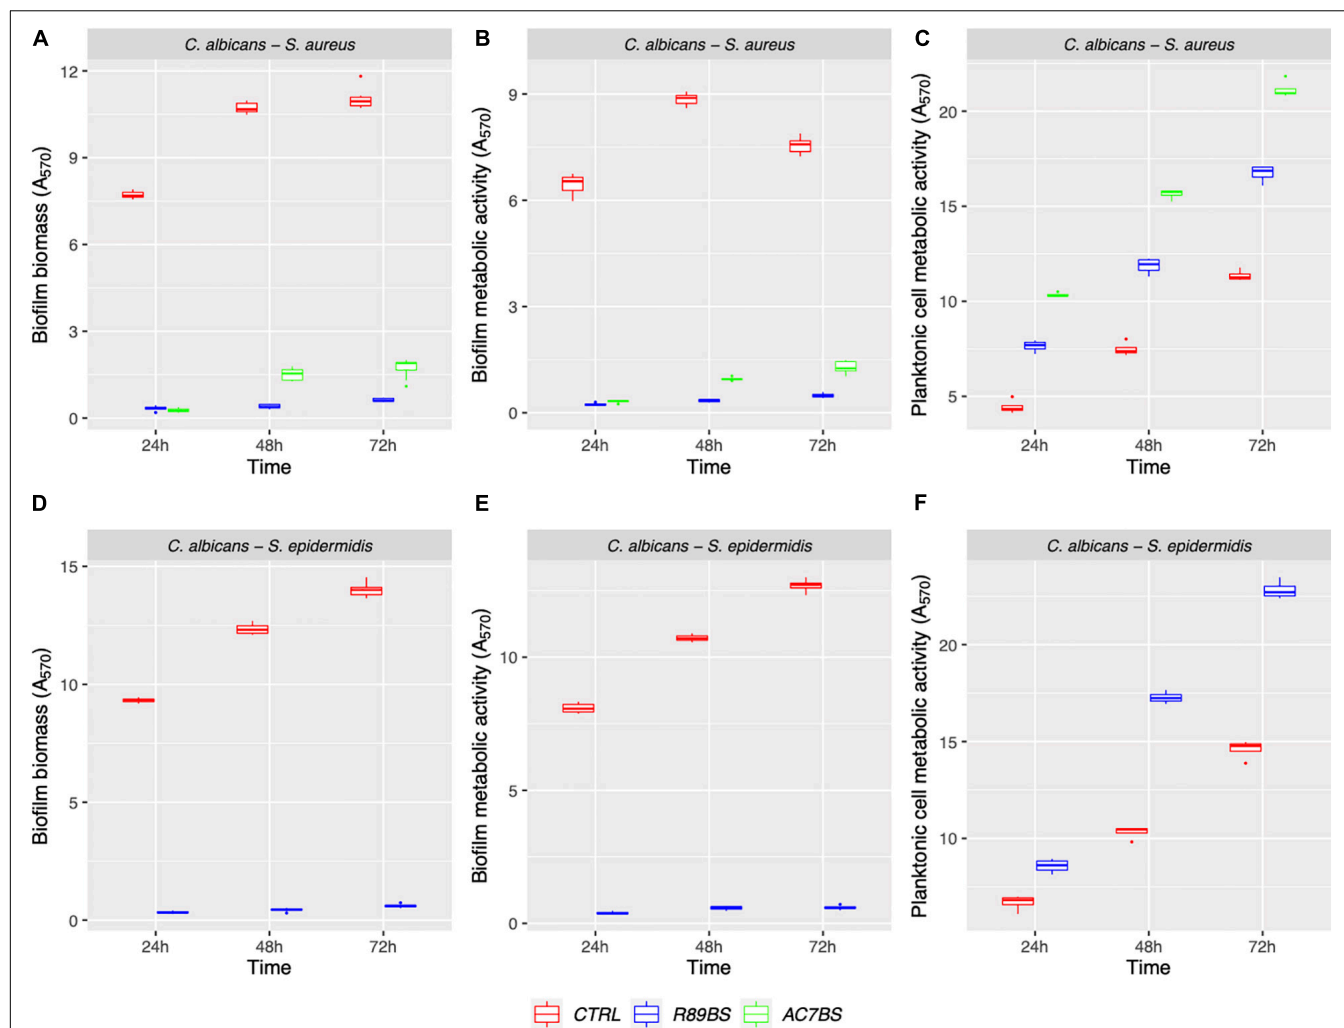 A
C. albicans – S. aureus
Biofilm biomass (A570)
12
9
6
3
0
24h 48h 72h
Time
B
C. albicans – S. aureus
Biofilm metabolic activity (A570)
9
6
3
0
24h 48h 72h
Time
C
C. albicans – S. aureus
Planktonic cell metabolic activity (A570)
20
15
10
5
24h 48h 72h
Time
D
C. albicans – S. epidermidis
Biofilm biomass (A570)
15
10
5
0
24h 48h 72h
Time
E
C. albicans – S. epidermidis
Biofilm metabolic activity (A570)
10
5
0
24h 48h 72h
Time
F
C. albicans – S. epidermidis
Planktonic cell metabolic activity (A570)
20
15
10
24h 48h 72h
Time
CTRL R89BS AC7BS